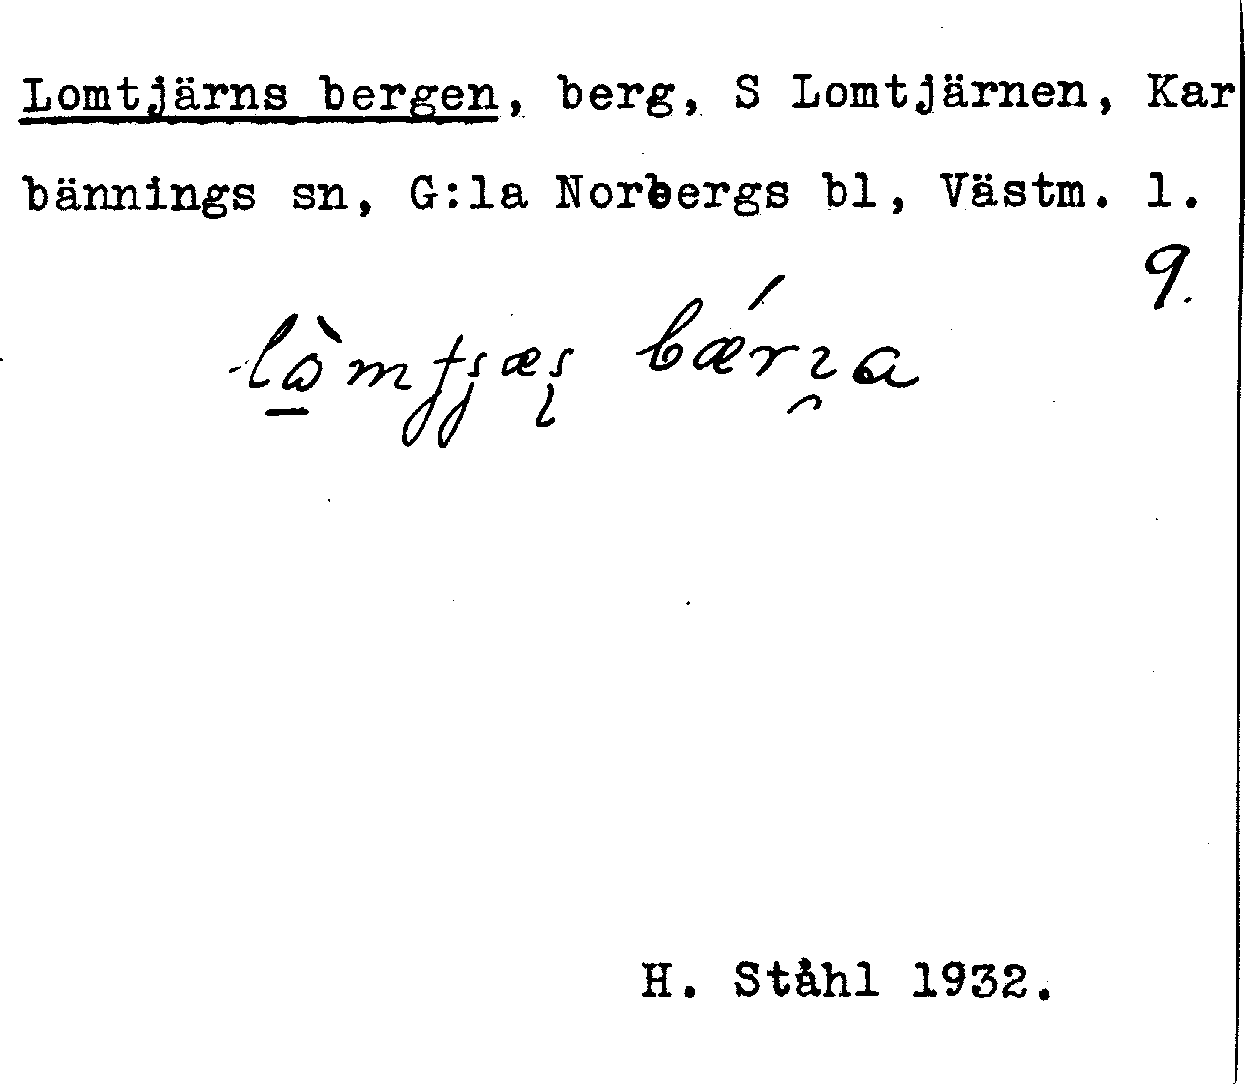 Lomtjärns bergen, berg, S Lomtjärnen, Kar
bännings sn, G:la Norbergs bl, Västm. l.
9.
H. Ståhl 1932.